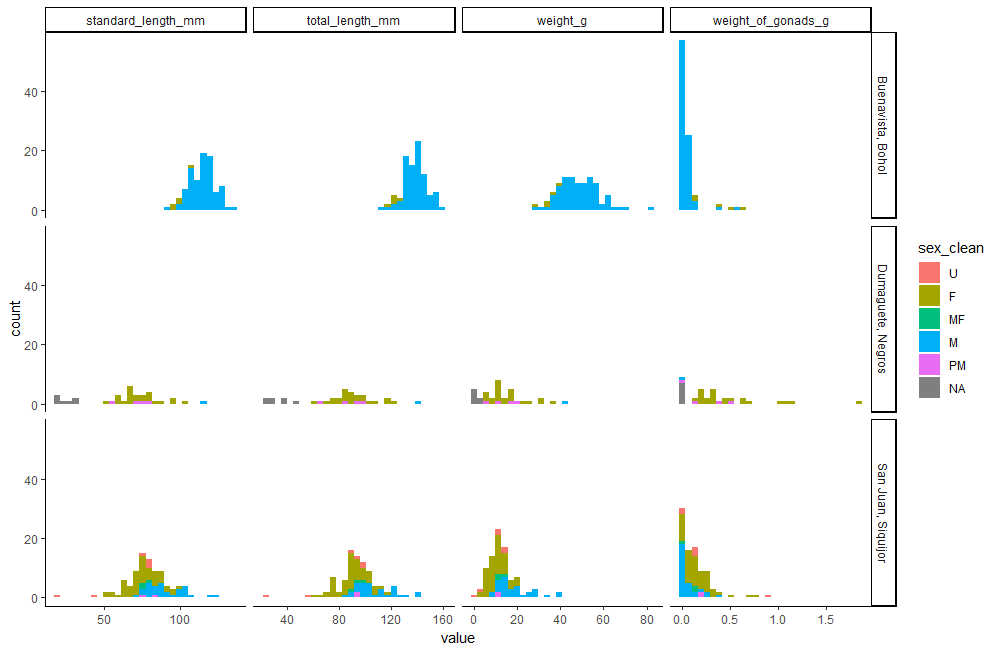 standard_length_mm total_length_mm weight_g weight_of_gonads_g
Buenavista, Bohol
Dumaguete, Negros
San Juan, Siquijor
40
20
0
40
20
0
40
20
0
count
50 100 40 80 120 160 0 20 40 60 80 0.0 0.5 1.0 1.5
value
sex_clean
U
F
MF
M
PM
NA